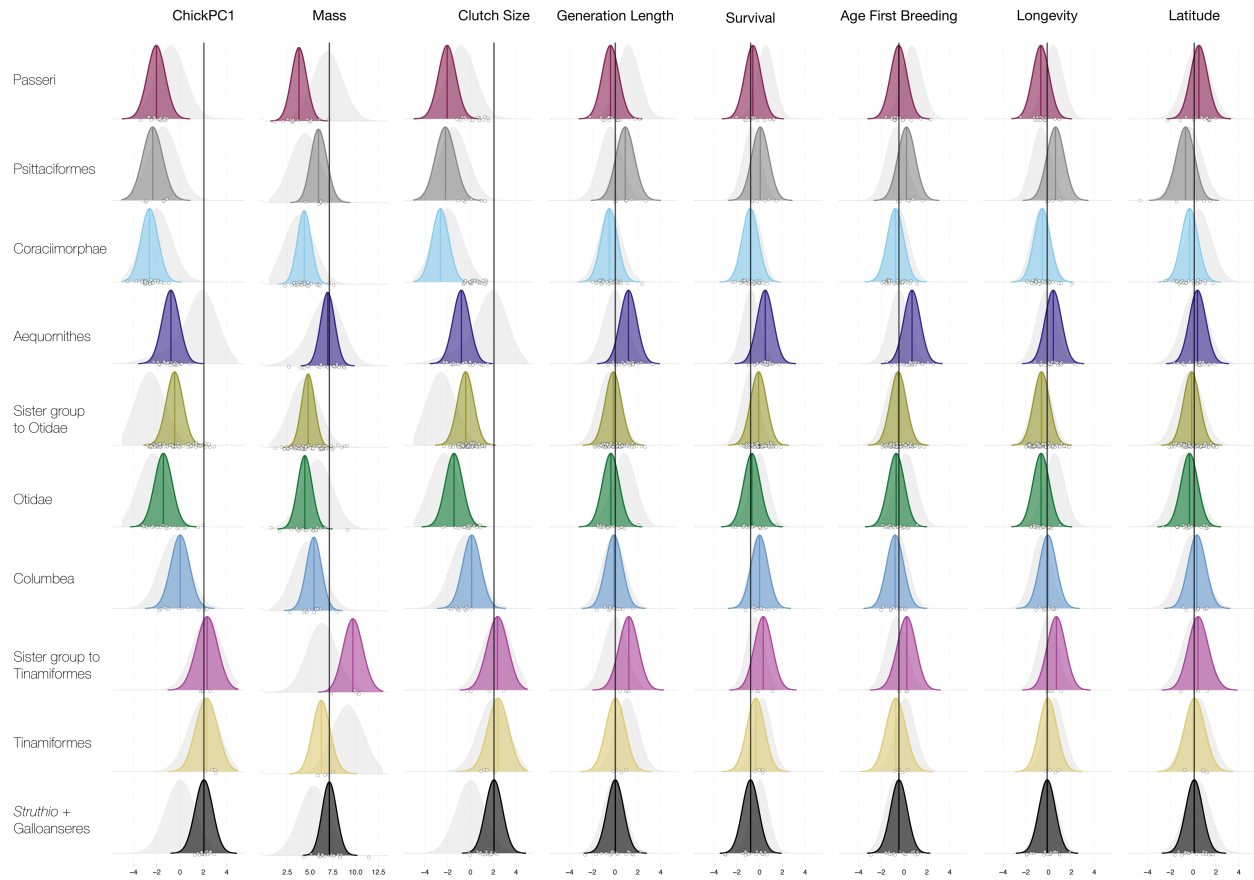 ChickPC1 Mass Clutch Size Generation Length Survival Age First Breeding Longevity Latitude
Passeri
Psittaciformes
Coraciimorphae
Aequornithes
Sister group
to Otidae
Otidae
Columbea
Sister group to
Tinamiformes
Tinamiformes
Struthio +
Galloanseres
−4 −2 0 2 4 2.5 5.0 7.5 10.0 12.5 −4 −2 0 2 4 −4 −2 0 2 4 −4 −2 0 2 4 −4 −2 0 2 4 −4 −2 0 2 4 −4 −2 0 2 4